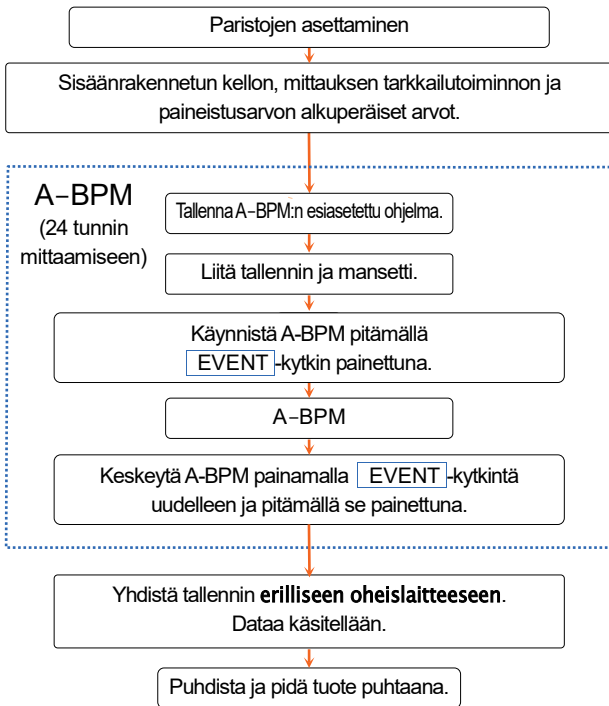 Paristojen asettaminen
Sisäänrakennetun kellon, mittauksen tarkkailutoiminnon ja
paineistusarvon alkuperäiset arvot.
A–BPM
(24 tunnin
mittaamiseen)
Tallenna A–BPM:n esiasetettu ohjelma.
Liitä tallennin ja mansetti.
Käynnistä A-BPM pitämällä
EVENT -kytkin painettuna.
A–BPM
Keskeytä A-BPM painamalla EVENT -kytkintä
uudelleen ja pitämällä se painettuna.
Yhdistä tallennin erilliseen oheislaitteeseen.
Dataa käsitellään.
Puhdista ja pidä tuote puhtaana.